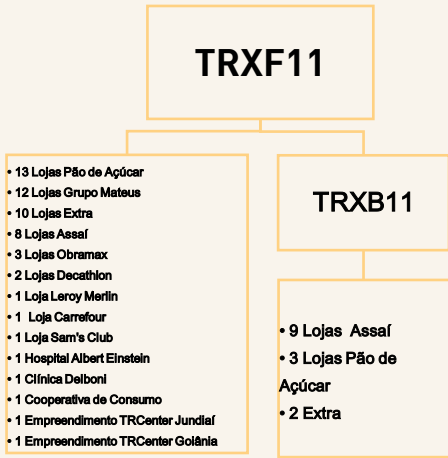 TRXF11
• 13 Lojas Pão de Açúcar
• 12 Lojas Grupo Mateus
• 10 Lojas Extra
• 8 Lojas Assaí
• 3 Lojas Obramax
• 2 Lojas Decathlon
• 1 Loja Leroy Merlin
• 1 Loja Carrefour
• 1 Loja Sam's Club
• 1 Hospital Albert Einstein
• 1 Clínica Delboni
• 1 Cooperativa de Consumo
• 1 Empreendimento TRCenter Jundiaí
• 1 Empreendimento TRCenter Goiânia
TRXB11
• 9 Lojas Assaí
• 3 Lojas Pão de
Açúcar
• 2 Extra